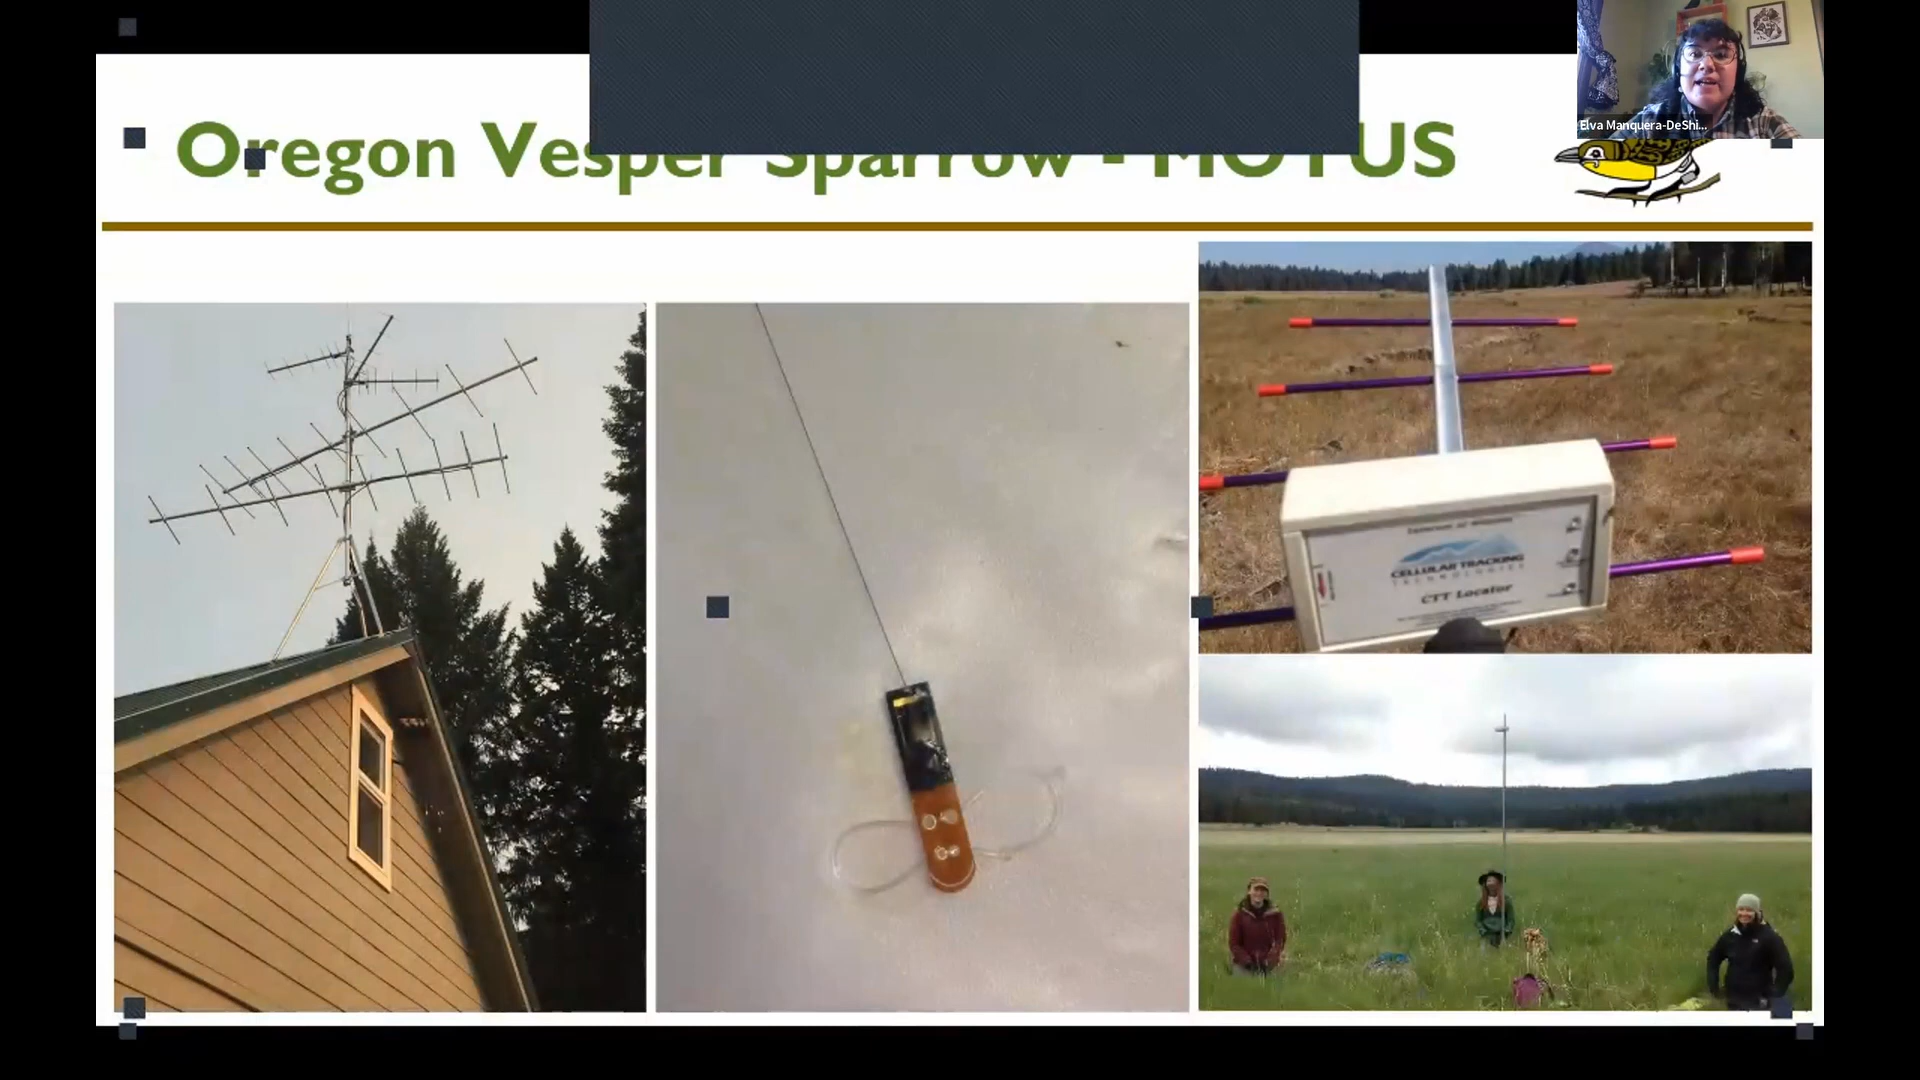 Elva Manquera-DeShi...
Oregon Vesper Sparrow - MOTUS
CELLULAR TRACKING
TECHNOLOGIES
CTT Locator